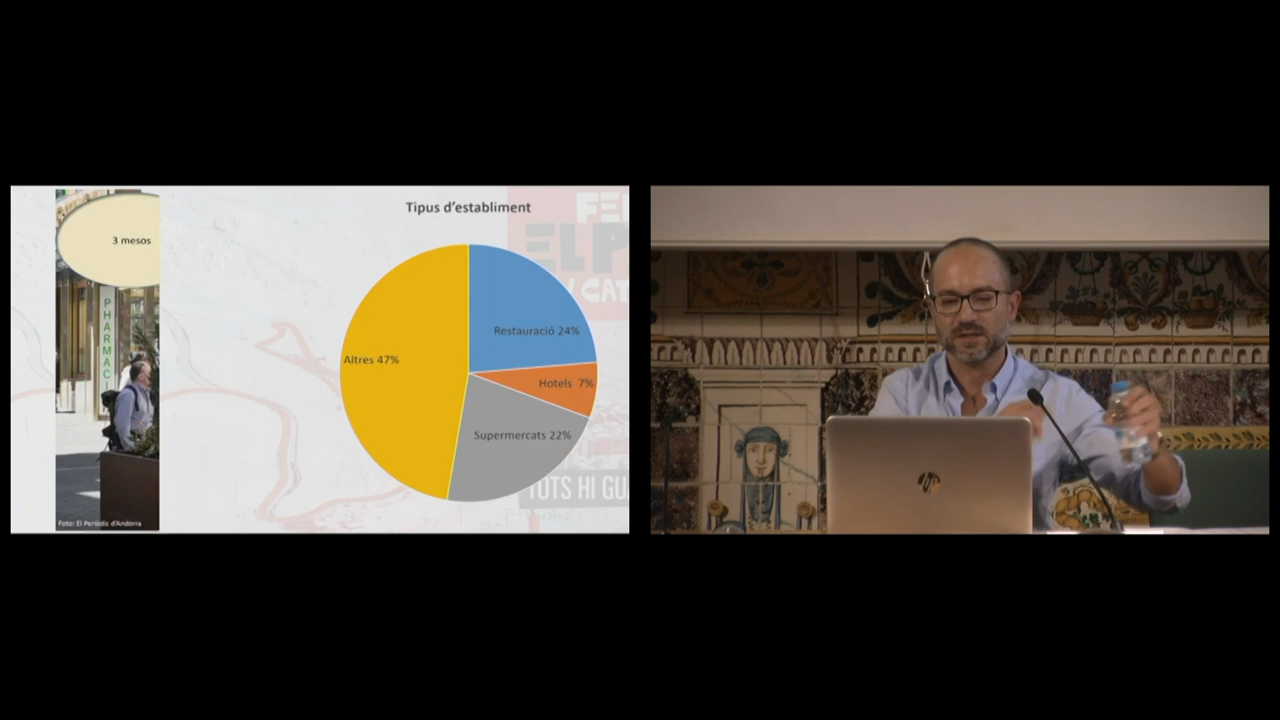 Tipus d'establiment
3 mesos
PHARMACI
Restauració 24%
Altres 47%
Hotels 7%
Supermercats 22%
TOTS HI GU
Foto: El Periòdic d'Andorra
hp